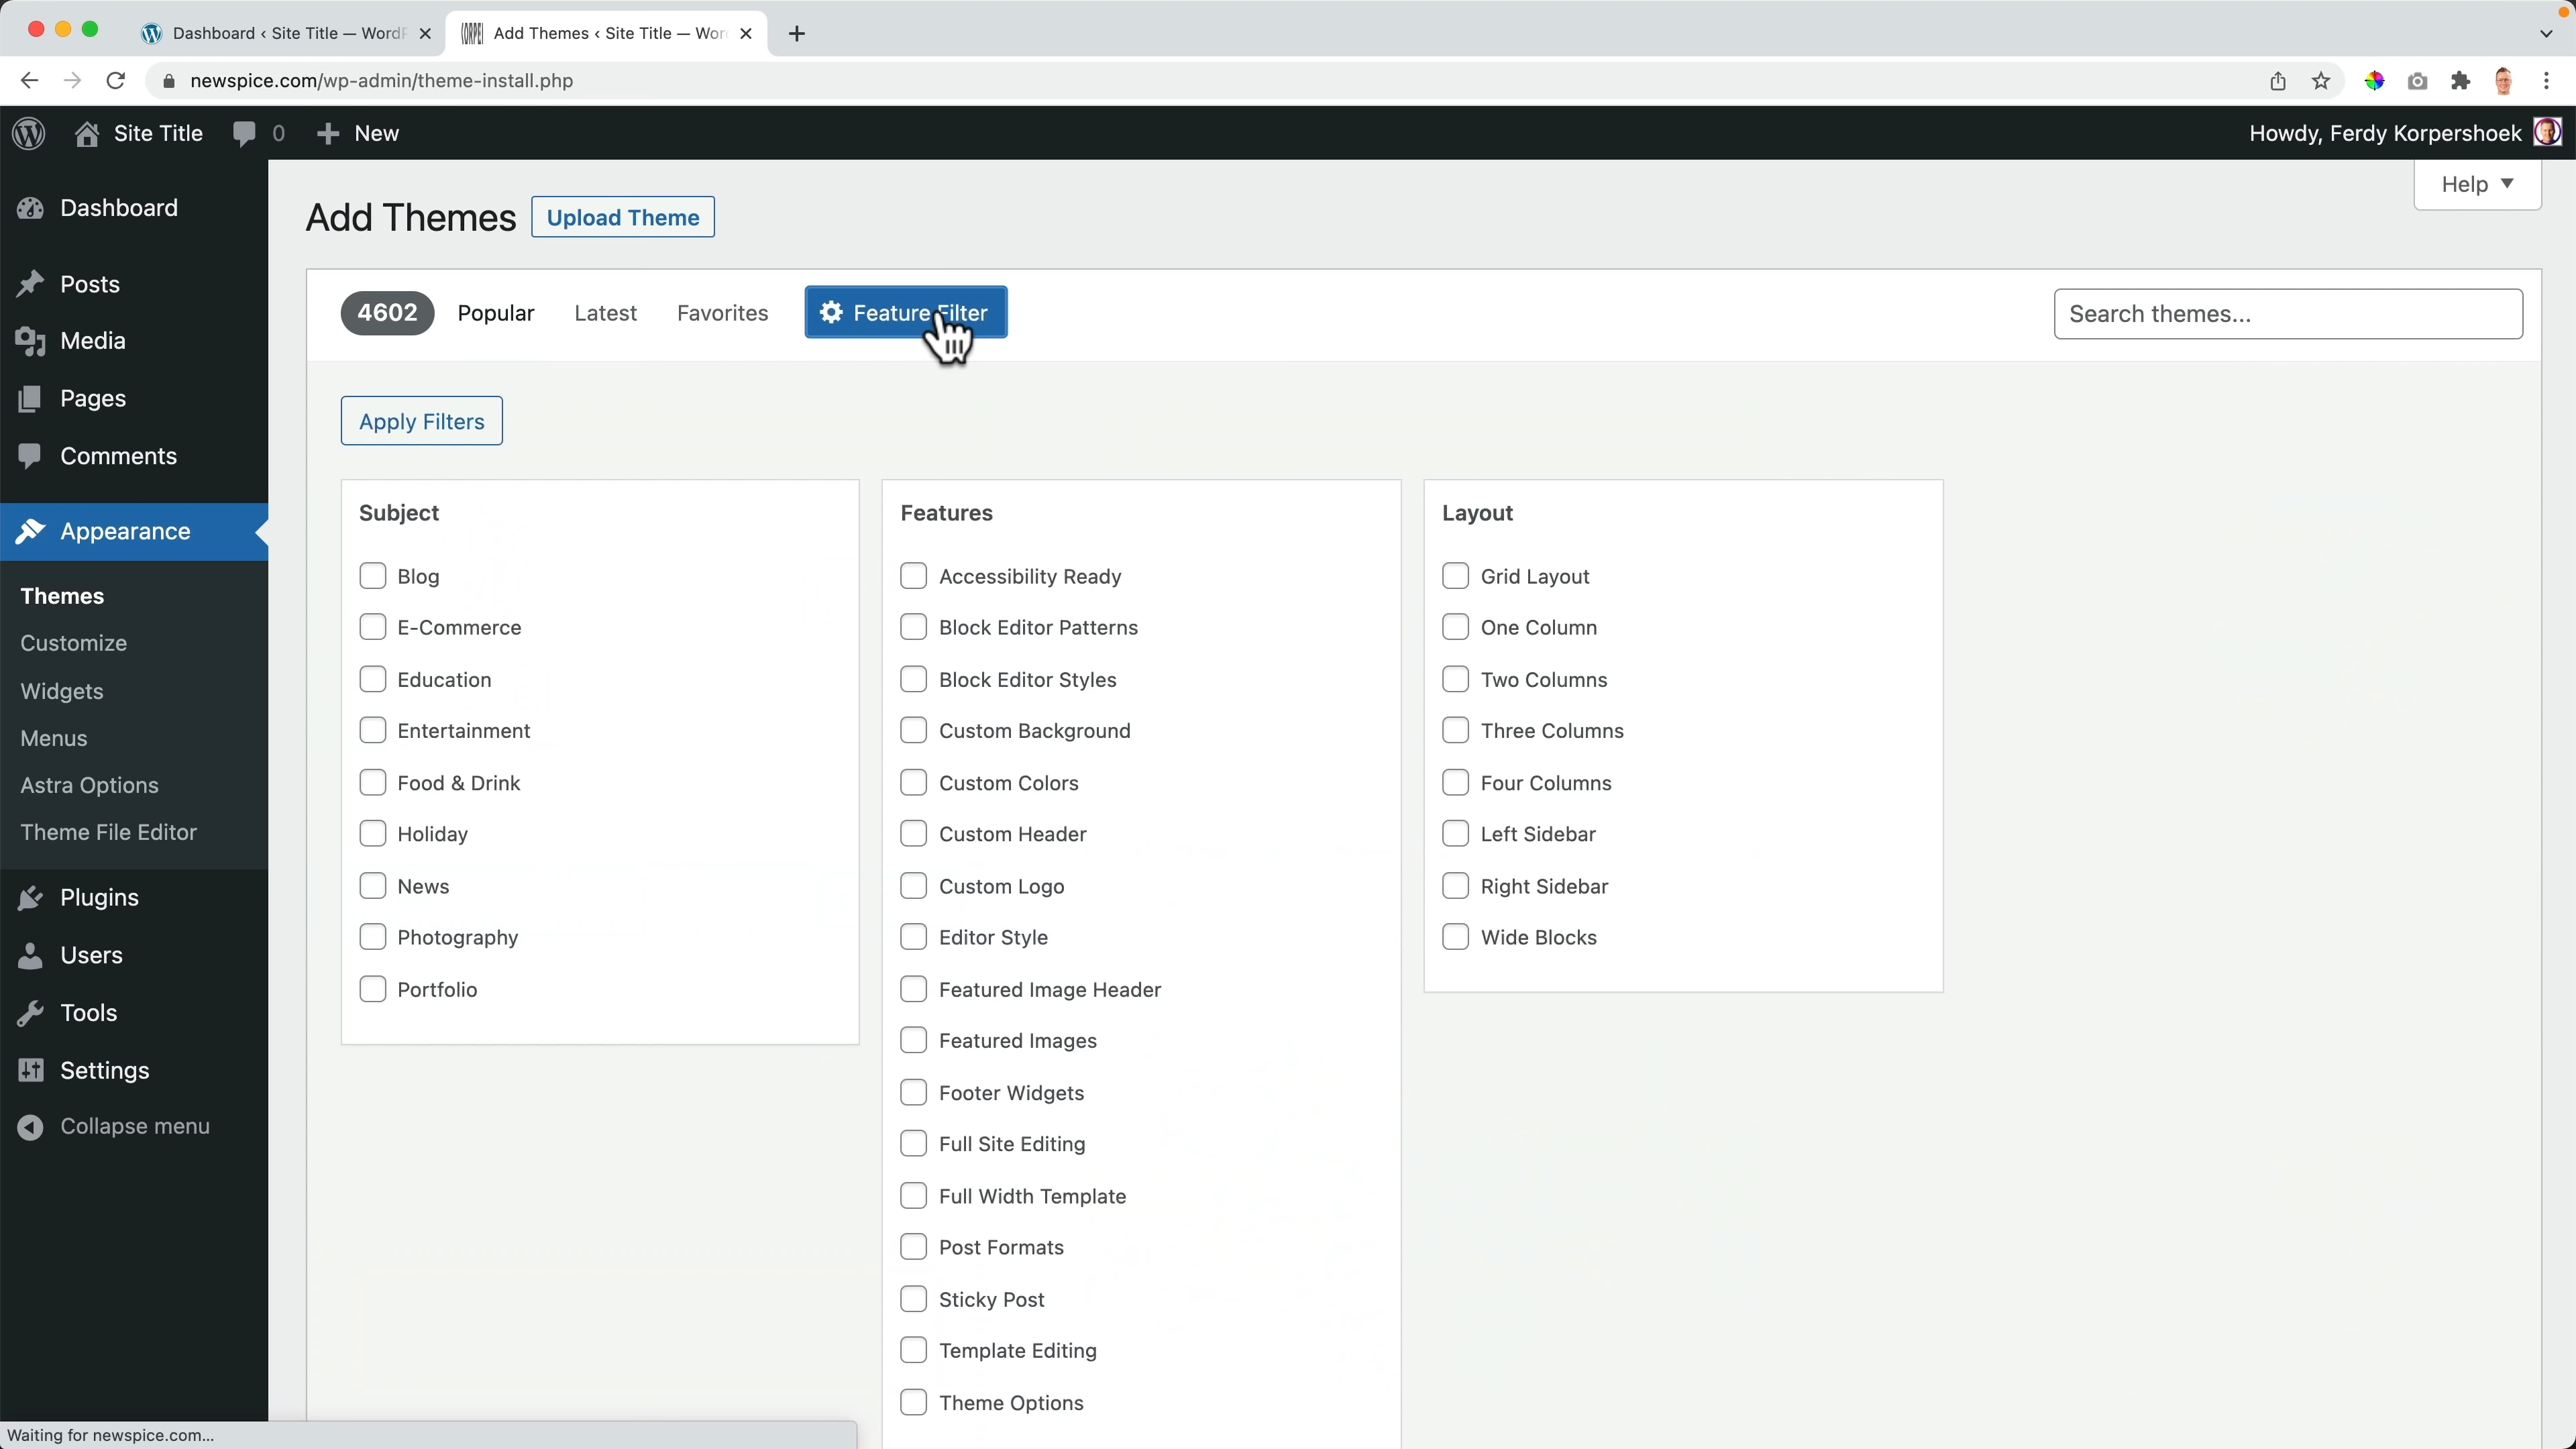 Dashboard ‹ Site Title — WordP
Add Themes ‹ Site Title — Wor
newspice.com/wp-admin/theme-install.php
Site Title
0
New
Howdy, Ferdy Korpershoek
Help
Dashboard
Posts
Media
Pages
Comments
Appearance
Themes
Customize
Widgets
Menus
Astra Options
Theme File Editor
Plugins
Users
Tools
Settings
Collapse menu
Add Themes
Upload Theme
4602
Popular
Latest
Favorites
Feature Filter
Search themes...
Apply Filters
Subject
Blog
E-Commerce
Education
Entertainment
Food & Drink
Holiday
News
Photography
Portfolio
Features
Accessibility Ready
Block Editor Patterns
Block Editor Styles
Custom Background
Custom Colors
Custom Header
Custom Logo
Editor Style
Featured Image Header
Featured Images
Footer Widgets
Full Site Editing
Full Width Template
Post Formats
Sticky Post
Template Editing
Theme Options
Layout
Grid Layout
One Column
Two Columns
Three Columns
Four Columns
Left Sidebar
Right Sidebar
Wide Blocks
Waiting for newspice.com...